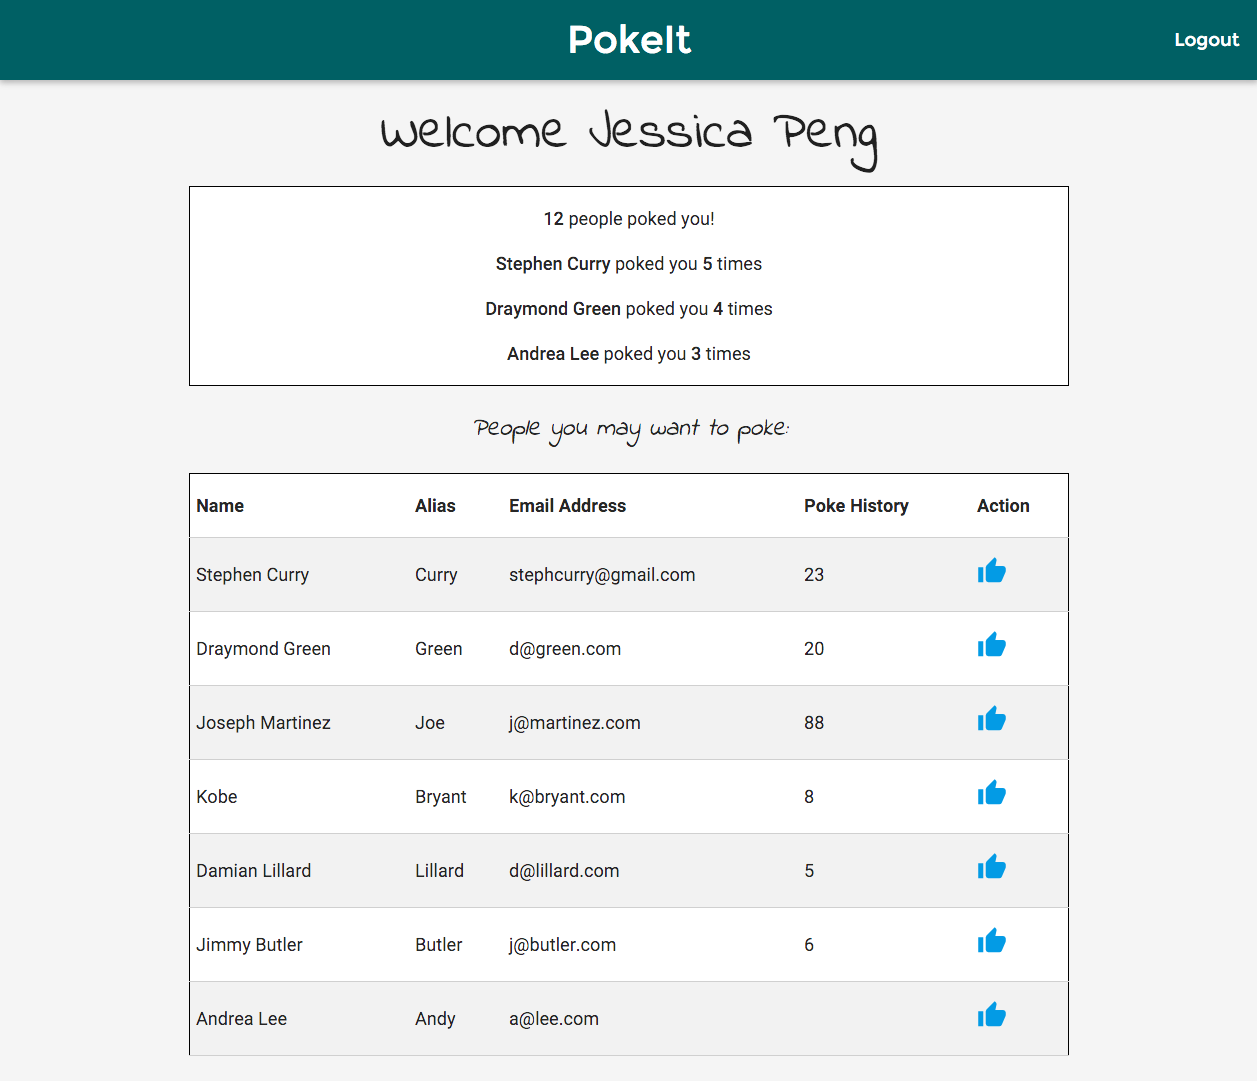 PokeIt
Logout
Welcome Jessica Peng
12 people poked you!
Stephen Curry poked you 5 times
Draymond Green poked you 4 times
Andrea Lee poked you 3 times
People you may want to poke:
Name Alias Email Address Poke History Action
Stephen Curry Curry stephcurry@gmail.com 23
Draymond Green Green d@green.com 20
Joseph Martinez Joe j@martinez.com 88
Kobe Bryant k@bryant.com 8
Damian Lillard Lillard d@lillard.com 5
Jimmy Butler Butler j@butler.com 6
Andrea Lee Andy a@lee.com